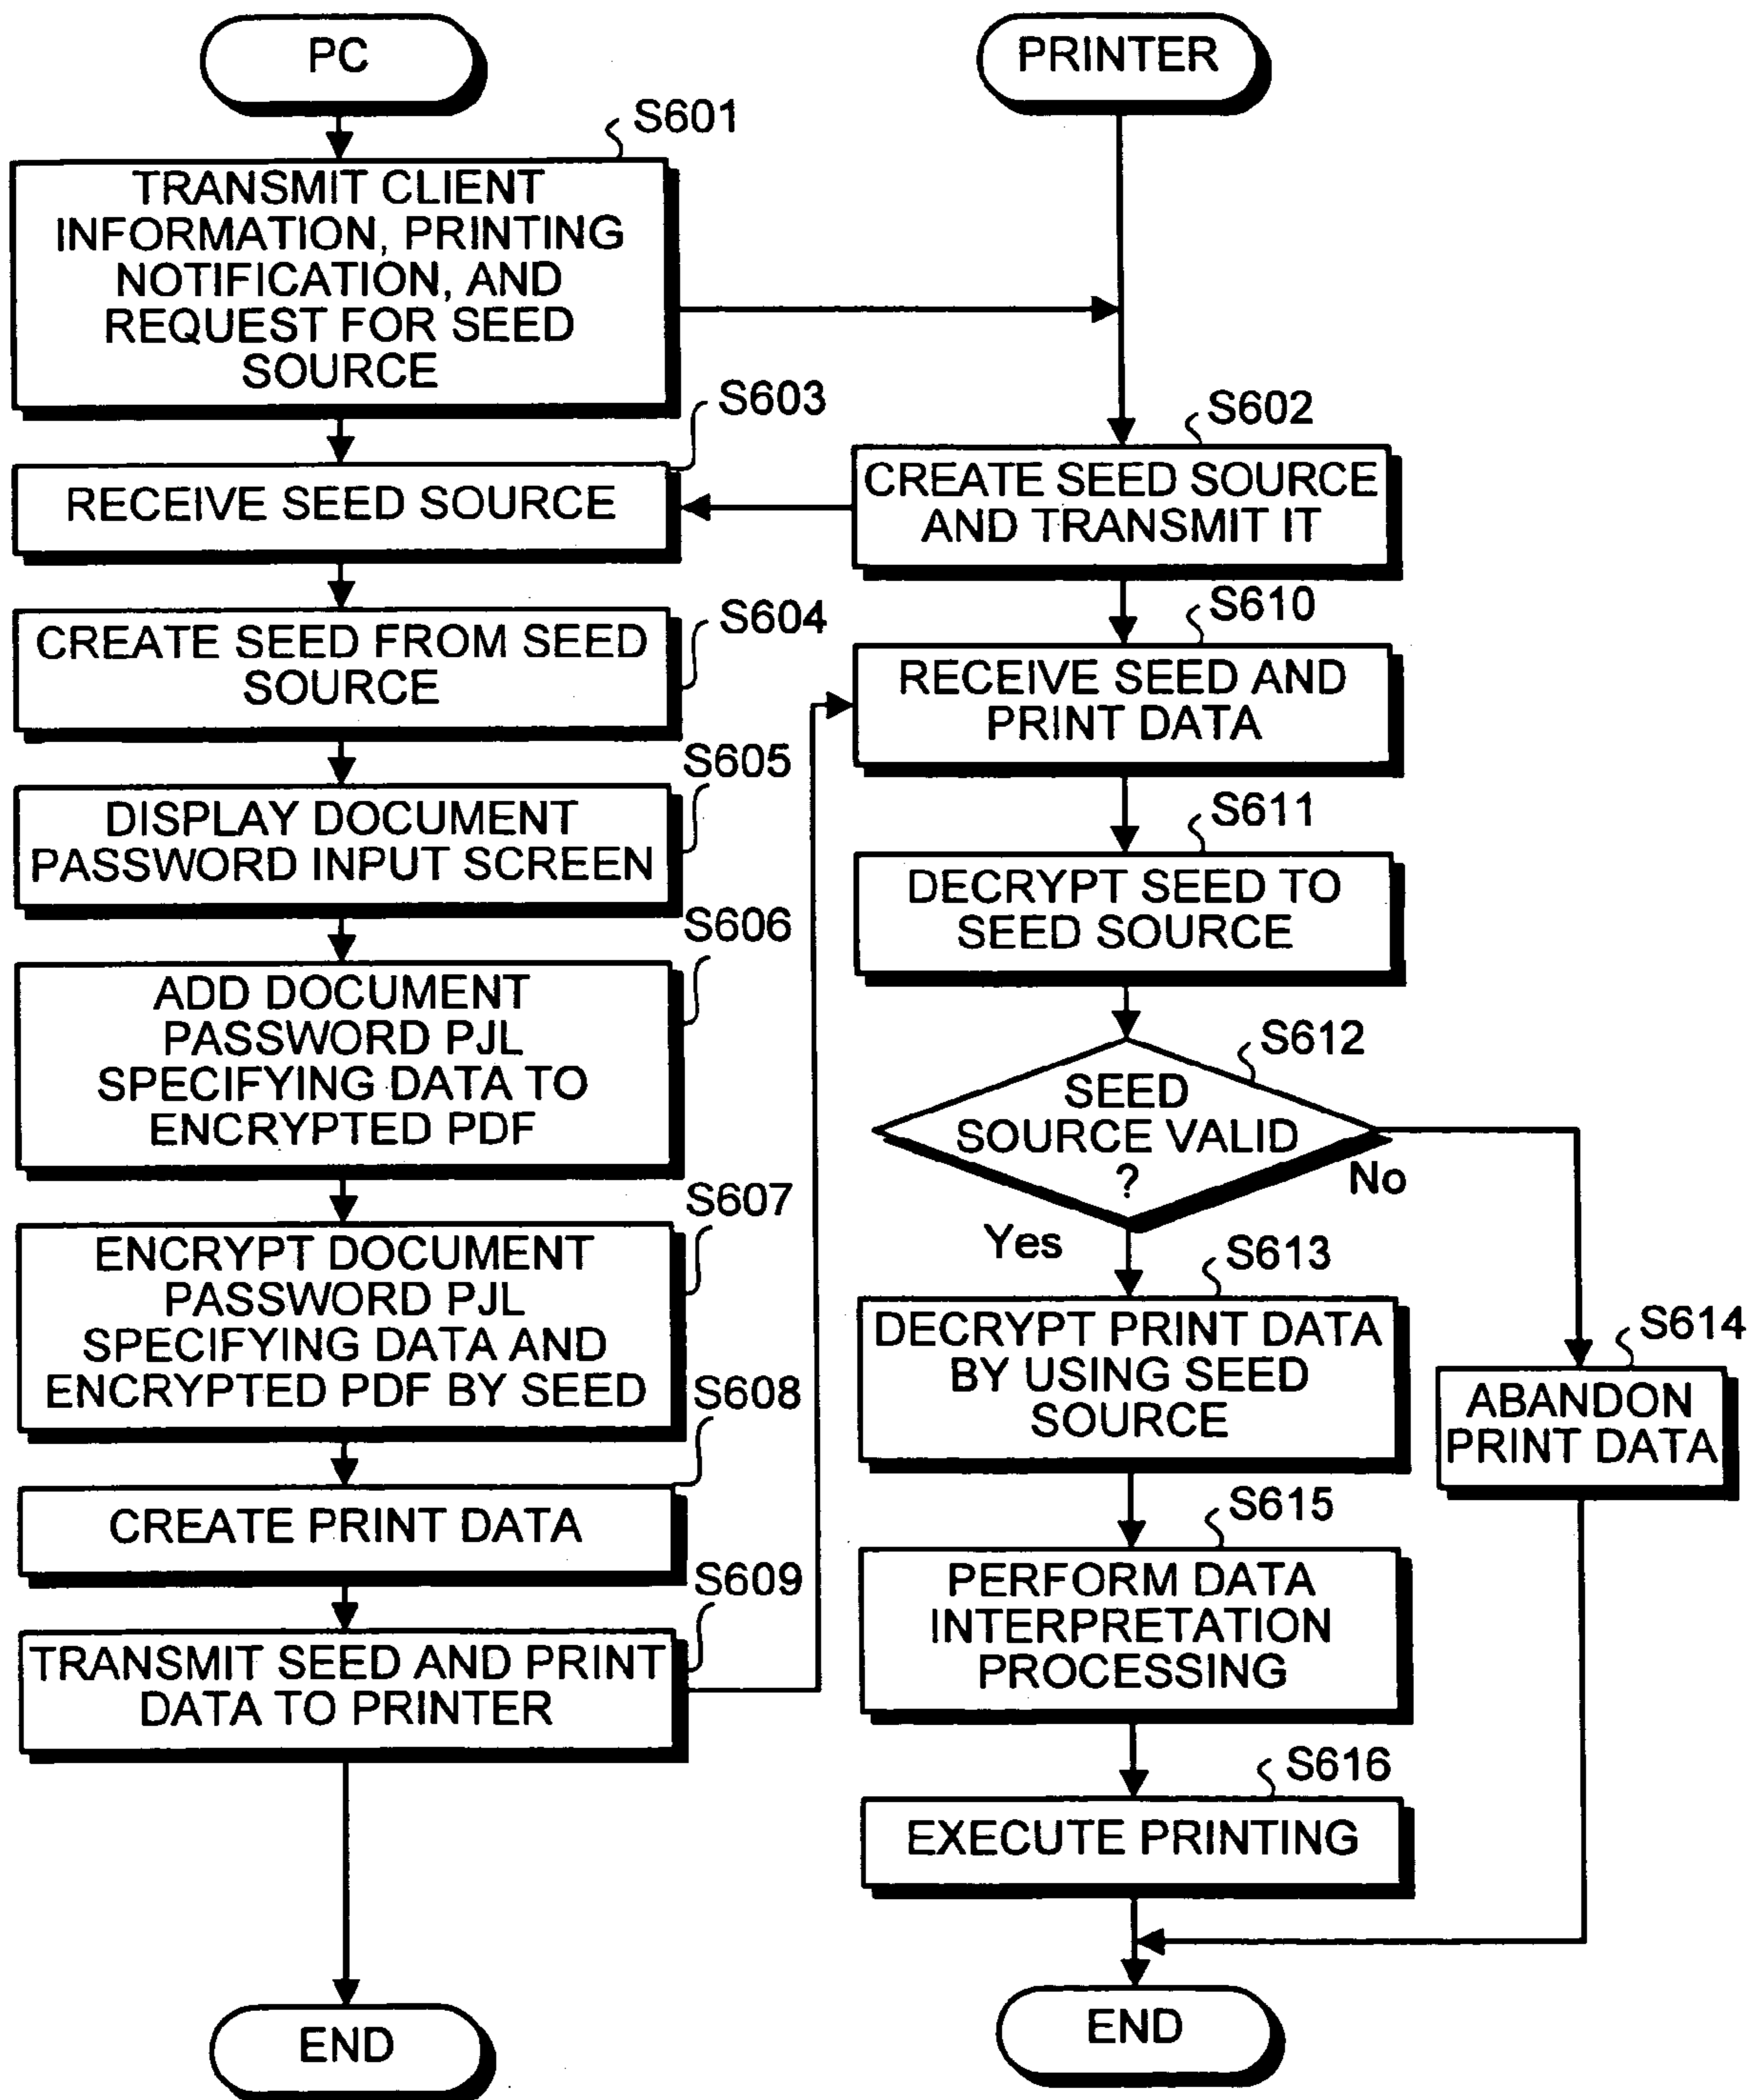 PC
S601
TRANSMIT CLIENT
INFORMATION, PRINTING
NOTIFICATION, AND
REQUEST FOR SEED
SOURCE
S603
RECEIVE SEED SOURCE
S604
CREATE SEED FROM SEED
SOURCE
S605
DISPLAY DOCUMENT
PASSWORD INPUT SCREEN
S606
ADD DOCUMENT
PASSWORD PJL
SPECIFYING DATA TO
ENCRYPTED PDF
S607
ENCRYPT DOCUMENT
PASSWORD PJL
SPECIFYING DATA AND
ENCRYPTED PDF BY SEED
S608
CREATE PRINT DATA
S609
TRANSMIT SEED AND PRINT
DATA TO PRINTER
END
PRINTER
S602
CREATE SEED SOURCE
AND TRANSMIT IT
S610
RECEIVE SEED AND
PRINT DATA
S611
DECRYPT SEED TO
SEED SOURCE
S612
SEED
SOURCE VALID
?
No
Yes
S613
DECRYPT PRINT DATA
BY USING SEED
SOURCE
S614
ABANDON
PRINT DATA
S615
PERFORM DATA
INTERPRETATION
PROCESSING
S616
EXECUTE PRINTING
END